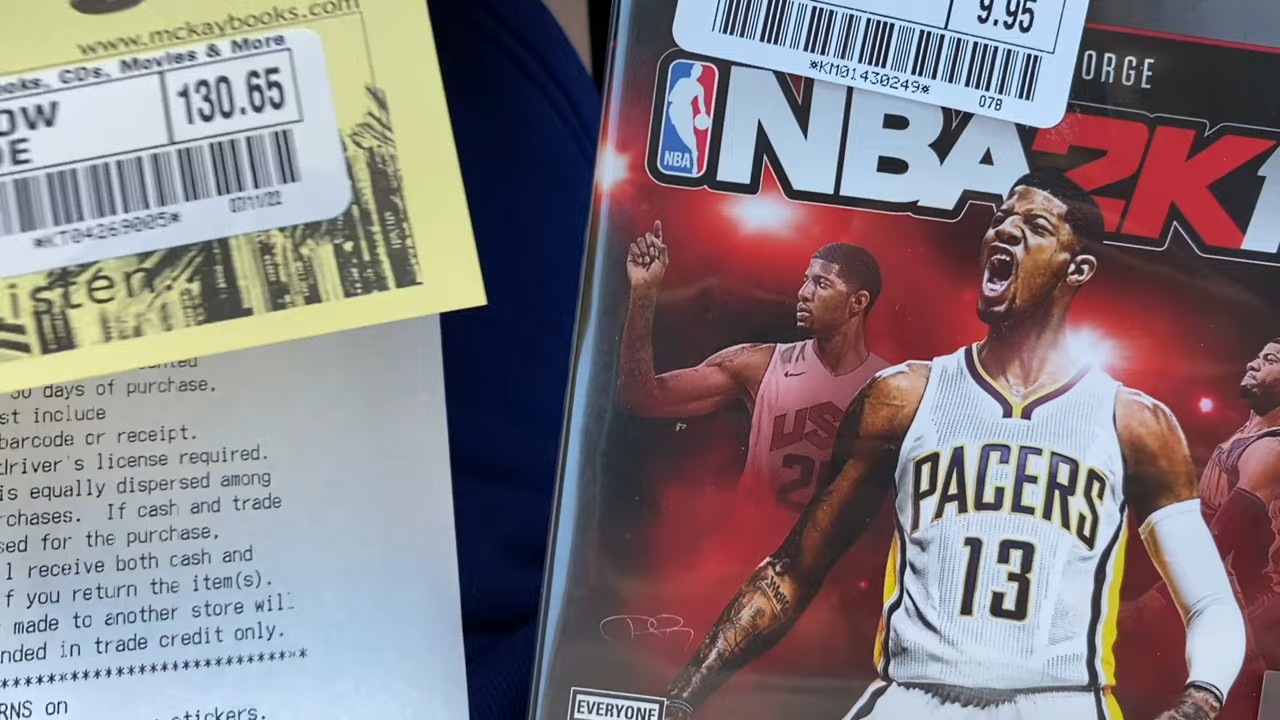 www.mckaybooks.com
oks, CDs, Movies & More
OW
DE
130.65
*KT04269005*
07/11/22
isten.
30 days of purchase.
st include
barcode or receipt.
driver's license required.
is equally dispersed among
rchases. If cash and trade
sed for the purchase,
l receive both cash and
f you return the item(s).
made to another store will
nded in trade credit only.
*****************************
RNS on
stickers.
9.95
*KM01430249*
07B
ORGE
NBA
NBA 2K1
USA
PACERS
13
EVERYONE